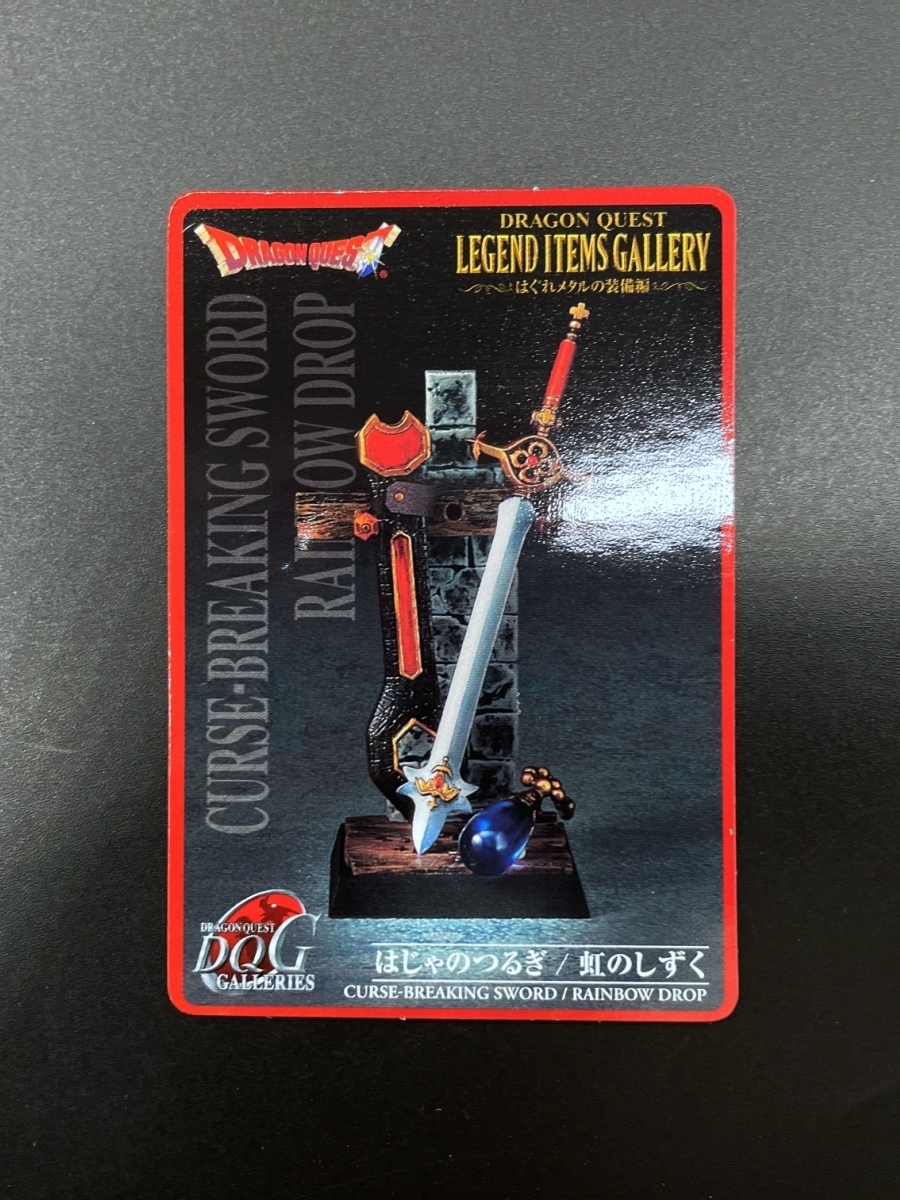 DRAGON QUEST
DRAGON QUEST
LEGEND ITEMS GALLERY
はぐれメタルの装備編
CURSE-BREAKING SWORD
RAINBOW DROP
DRAGON QUEST
DQG
GALLERIES
はじゃのつるぎ / 虹のしずく
CURSE-BREAKING SWORD / RAINBOW DROP